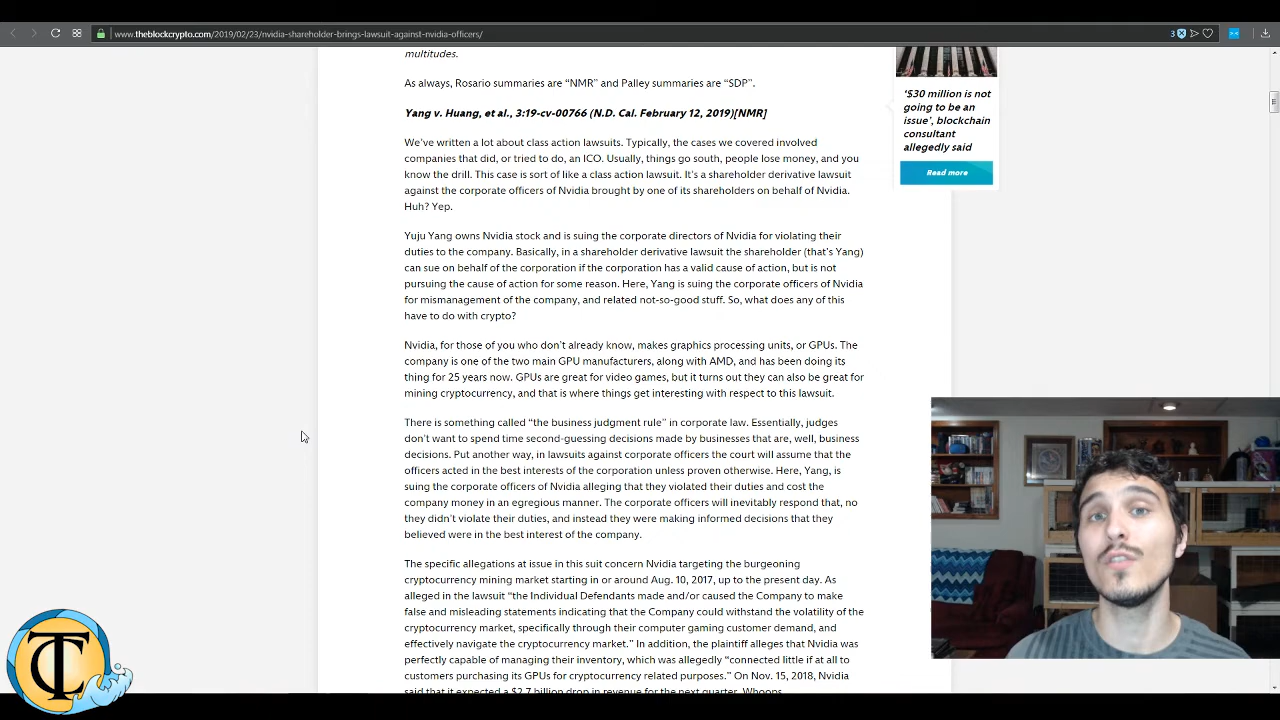 www.theblockcrypto.com/2019/02/23/nvidia-shareholder-brings-lawsuit-against-nvidia-officers/
3
multitudes.
As always, Rosario summaries are “NMR” and Palley summaries are “SDP”.
Yang v. Huang, et al., 3:19-cv-00766 (N.D. Cal. February 12, 2019)[NMR]
We’ve written a lot about class action lawsuits. Typically, the cases we covered involved
companies that did, or tried to do, an ICO. Usually, things go south, people lose money, and you
know the drill. This case is sort of like a class action lawsuit. It’s a shareholder derivative lawsuit
against the corporate officers of Nvidia brought by one of its shareholders on behalf of Nvidia.
Huh? Yep.
Yuju Yang owns Nvidia stock and is suing the corporate directors of Nvidia for violating their
duties to the company. Basically, in a shareholder derivative lawsuit the shareholder (that’s Yang)
can sue on behalf of the corporation if the corporation has a valid cause of action, but is not
pursuing the cause of action for some reason. Here, Yang is suing the corporate officers of Nvidia
for mismanagement of the company, and related not-so-good stuff. So, what does any of this
have to do with crypto?
Nvidia, for those of you who don’t already know, makes graphics processing units, or GPUs. The
company is one of the two main GPU manufacturers, along with AMD, and has been doing its
thing for 25 years now. GPUs are great for video games, but it turns out they can also be great for
mining cryptocurrency, and that is where things get interesting with respect to this lawsuit.
There is something called “the business judgment rule” in corporate law. Essentially, judges
don’t want to spend time second-guessing decisions made by businesses that are, well, business
decisions. Put another way, in lawsuits against corporate officers the court will assume that the
officers acted in the best interests of the corporation unless proven otherwise. Here, Yang, is
suing the corporate officers of Nvidia alleging that they violated their duties and cost the
company money in an egregious manner. The corporate officers will inevitably respond that, no
they didn’t violate their duties, and instead they were making informed decisions that they
believed were in the best interest of the company.
The specific allegations at issue in this suit concern Nvidia targeting the burgeoning
cryptocurrency mining market starting in or around Aug. 10, 2017, up to the present day. As
alleged in the lawsuit “the Individual Defendants made and/or caused the Company to make
false and misleading statements indicating that the Company could withstand the volatility of the
cryptocurrency market, specifically through their computer gaming customer demand, and
effectively navigate the cryptocurrency market.” In addition, the plaintiff alleges that Nvidia was
perfectly capable of managing their inventory, which was allegedly “connected little if at all to
customers purchasing its GPUs for cryptocurrency related purposes.” On Nov. 15, 2018, Nvidia
said that it expected a $2.7 billion drop in revenue for the next quarter. Whoops.
‘$30 million is not
going to be an
issue’, blockchain
consultant
allegedly said
Read more
CT